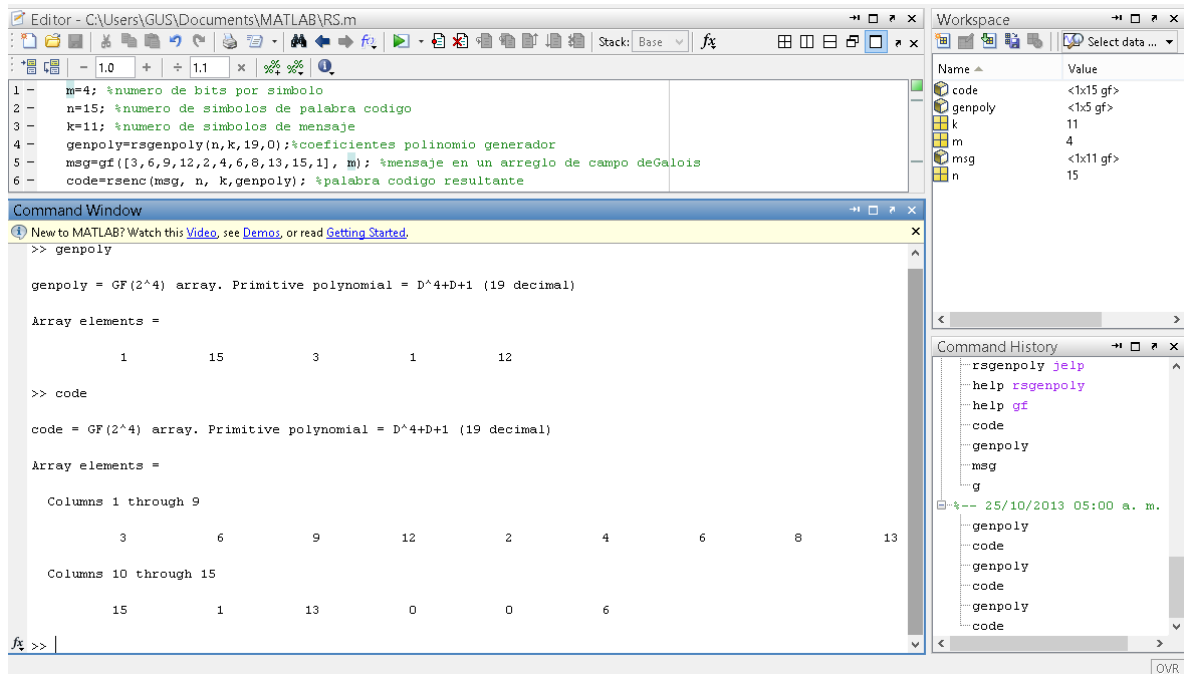 Editor - C:\Users\GUS\Documents\MATLAB\RS.m
Stack: Base fx
- 1.0 + ÷ 1.1 ×
1 - m=4; %numero de bits por simbolo
2 - n=15; %numero de simbolos de palabra codigo
3 - k=11; %numero de simbolos de mensaje
4 - genpoly=rsgenpoly(n,k,19,0);%coeficientes polinomio generador
5 - msg=gf([3,6,9,12,2,4,6,8,13,15,1], m); %mensaje en un arreglo de campo deGalois
6 - code=rsenc(msg, n, k,genpoly); %palabra codigo resultante
Command Window
New to MATLAB? Watch this Video, see Demos, or read Getting Started.
>> genpoly
genpoly = GF(2^4) array. Primitive polynomial = D^4+D+1 (19 decimal)
Array elements =
1 15 3 1 12
>> code
code = GF(2^4) array. Primitive polynomial = D^4+D+1 (19 decimal)
Array elements =
Columns 1 through 9
3 6 9 12 2 4 6 8 13
Columns 10 through 15
15 1 13 0 0 6
fx >>
Workspace
Select data ...
Name Value
code <1x15 gf>
genpoly <1x5 gf>
k 11
m 4
msg <1x11 gf>
n 15
Command History
rsgenpoly jelp
help rsgenpoly
help gf
code
genpoly
msg
g
%-- 25/10/2013 05:00 a. m.
genpoly
code
genpoly
code
genpoly
code
OVR